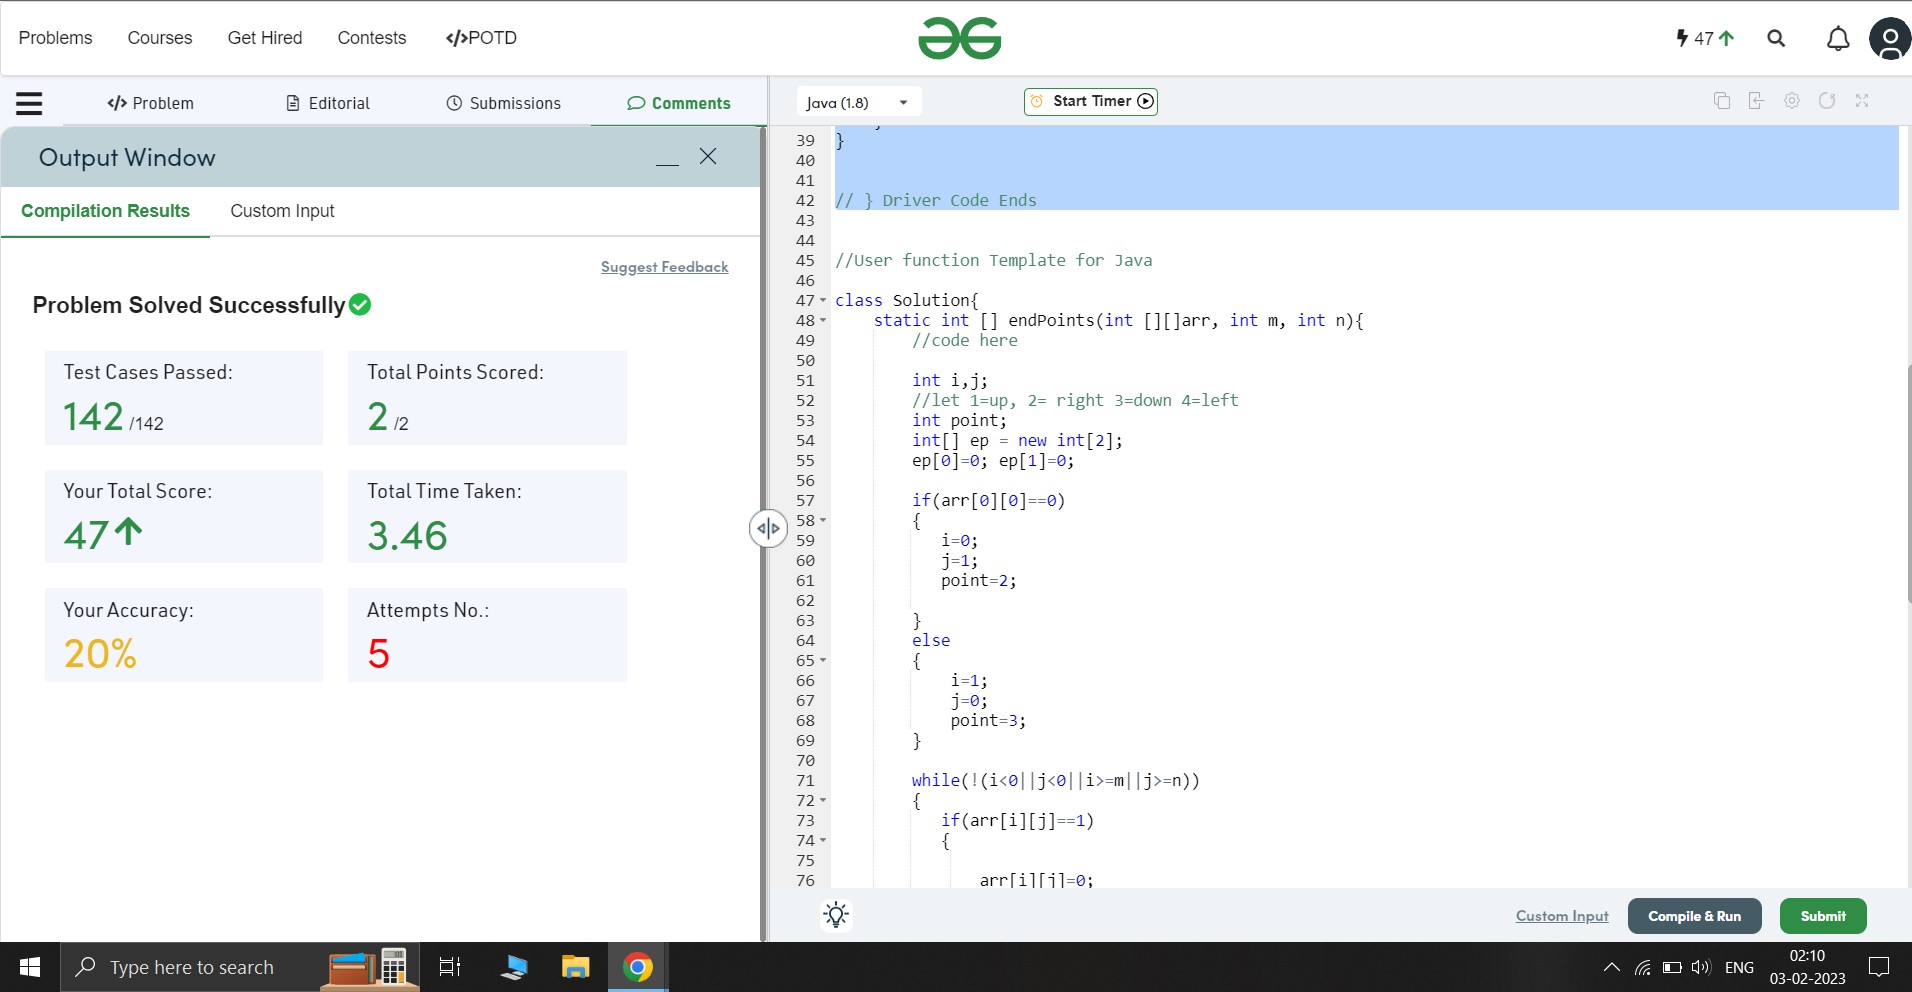 Problems Courses Get Hired Contests </>POTD
47
Problem Editorial Submissions Comments
Java (1.8) Start Timer
Output Window
Compilation Results Custom Input
Suggest Feedback
Problem Solved Successfully
Test Cases Passed: Total Points Scored:
142 /142 2 /2
Your Total Score: Total Time Taken:
47 3.46
Your Accuracy: Attempts No.:
20% 5
39 }
40
41
42 // } Driver Code Ends
43
44
45 //User function Template for Java
46
47 class Solution{
48 static int [] endPoints(int [][]arr, int m, int n){
49 //code here
50
51 int i,j;
52 //let 1=up, 2= right 3=down 4=left
53 int point;
54 int[] ep = new int[2];
55 ep[0]=0; ep[1]=0;
56
57 if(arr[0][0]==0)
58 {
59 i=0;
60 j=1;
61 point=2;
62
63 }
64 else
65 {
66 i=1;
67 j=0;
68 point=3;
69 }
70
71 while(!(i<0||j<0||i>=m||j>=n))
72 {
73 if(arr[i][j]==1)
74 {
75
76 arr[i][j]=0;
Custom Input Compile & Run Submit
Type here to search
ENG
02:10
03-02-2023